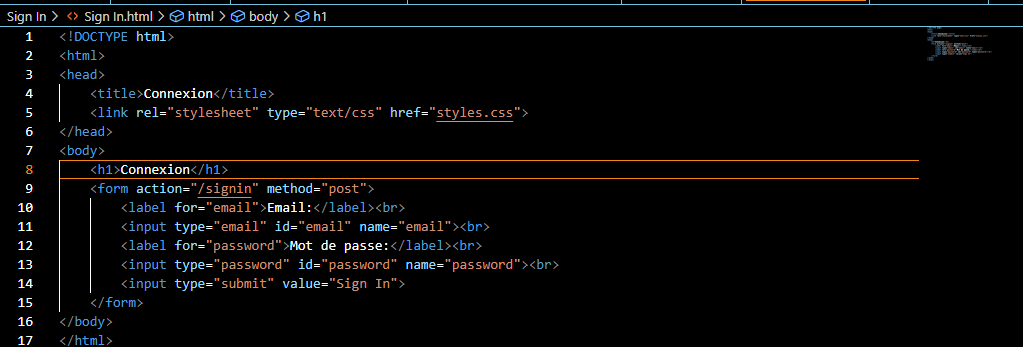 Sign In > <> Sign In.html > html > body > h1
1 <!DOCTYPE html>
2 <html>
3 <head>
4     <title>Connexion</title>
5     <link rel="stylesheet" type="text/css" href="styles.css">
6 </head>
7 <body>
8     <h1>Connexion</h1>
9     <form action="/signin" method="post">
10         <label for="email">Email:</label><br>
11         <input type="email" id="email" name="email"><br>
12         <label for="password">Mot de passe:</label><br>
13         <input type="password" id="password" name="password"><br>
14         <input type="submit" value="Sign In">
15     </form>
16 </body>
17 </html>